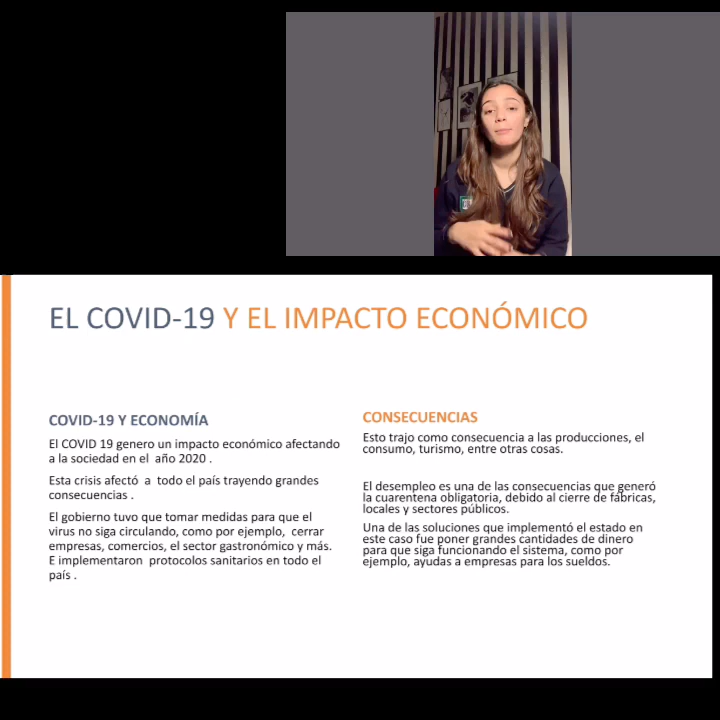 EL COVID-19 Y EL IMPACTO ECONÓMICO
COVID-19 Y ECONOMÍA
El COVID 19 genero un impacto económico afectando
a la sociedad en el año 2020 .
Esta crisis afectó a todo el país trayendo grandes
consecuencias .
El gobierno tuvo que tomar medidas para que el
virus no siga circulando, como por ejemplo, cerrar
empresas, comercios, el sector gastronómico y más.
E implementaron protocolos sanitarios en todo el
país .
CONSECUENCIAS
Esto trajo como consecuencia a las producciones, el
consumo, turismo, entre otras cosas.
El desempleo es una de las consecuencias que generó
la cuarentena obligatoria, debido al cierre de fábricas,
locales y sectores públicos.
Una de las soluciones que implementó el estado en
este caso fue poner grandes cantidades de dinero
para que siga funcionando el sistema, como por
ejemplo, ayudas a empresas para los sueldos.